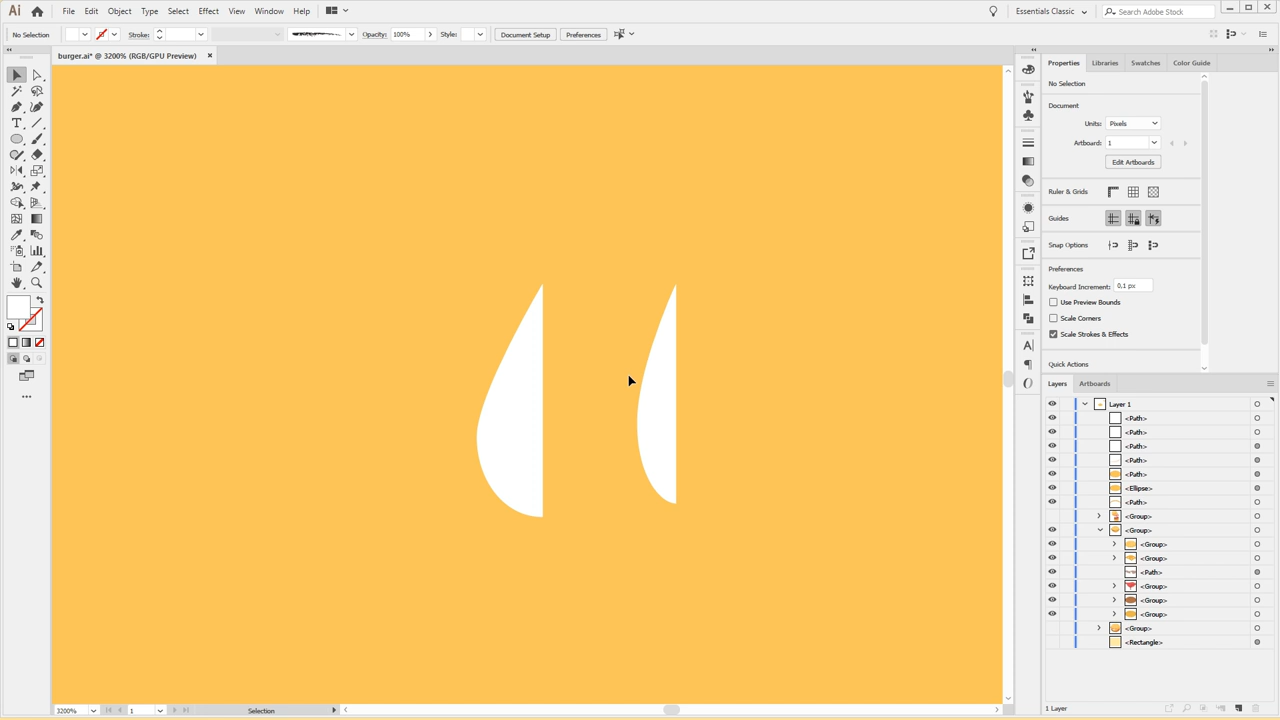 Ai File Edit Object Type Select Effect View Window Help Essentials Classic Search Adobe Stock
No Selection Stroke: Opacity: 100% Style: Document Setup Preferences
burger.ai* @ 3200% (RGB/GPU Preview) ×
Properties Libraries Swatches Color Guide
No Selection
Document
Units: Pixels
Artboard: 1
Edit Artboards
Ruler & Grids
Guides
Snap Options
Preferences
Keyboard Increment: 0,1 px
Use Preview Bounds
Scale Corners
Scale Strokes & Effects
Quick Actions
Layers Artboards
Layer 1
<Path>
<Path>
<Path>
<Path>
<Path>
<Ellipse>
<Path>
<Group>
<Group>
<Group>
<Group>
<Path>
<Group>
<Group>
<Group>
<Group>
<Rectangle>
1 Layer
3200% 1 Selection